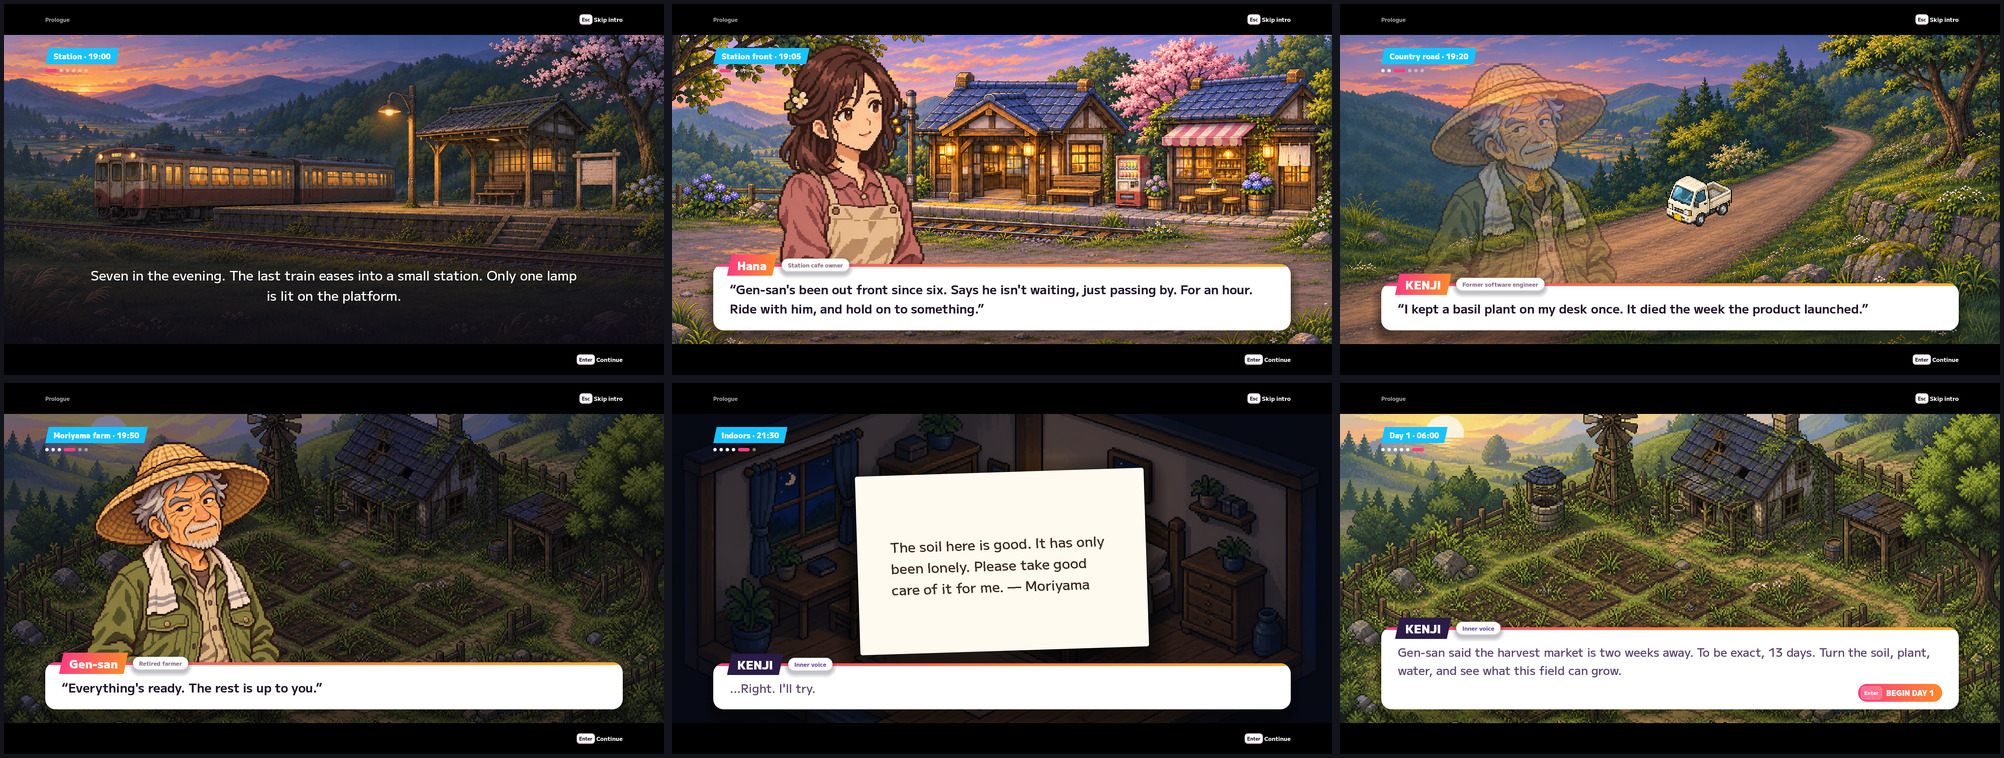 Prologue
Esc Skip intro
Station · 19:00
Seven in the evening. The last train eases into a small station. Only one lamp
is lit on the platform.
Enter Continue
Prologue
Esc Skip intro
Station front · 19:05
Hana
Station cafe owner
“Gen-san's been out front since six. Says he isn't waiting, just passing by. For an hour.
Ride with him, and hold on to something.”
Enter Continue
Prologue
Esc Skip intro
Country road · 19:20
KENJI
Former software engineer
“I kept a basil plant on my desk once. It died the week the product launched.”
Enter Continue
Prologue
Esc Skip intro
Moriyama farm · 19:50
Gen-san
Retired farmer
“Everything's ready. The rest is up to you.”
Enter Continue
Prologue
Esc Skip intro
Indoors · 21:30
The soil here is good. It has only
been lonely. Please take good
care of it for me. — Moriyama
KENJI
Inner voice
...Right. I'll try.
Enter Continue
Prologue
Esc Skip intro
Day 1 · 06:00
KENJI
Inner voice
Gen-san said the harvest market is two weeks away. To be exact, 13 days. Turn the soil, plant,
water, and see what this field can grow.
Enter BEGIN DAY 1